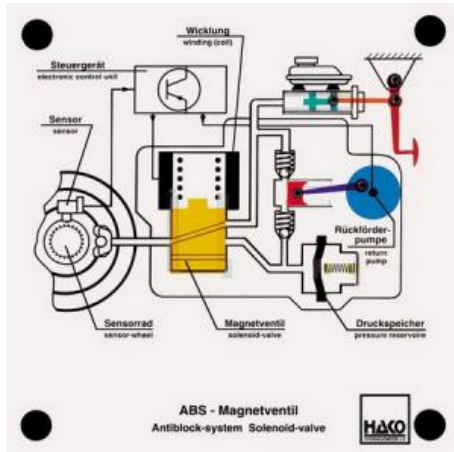 Wicklung
winding (coil)
Steuergerät
electronic control unit
Sensor
sensor
Rückförder-
pumpe
return
pump
Sensorrad
sensor-wheel
Magnetventil
solenoid-valve
Druckspeicher
pressure reservoire
ABS - Magnetventil
Antiblock-system Solenoid-valve
HACO